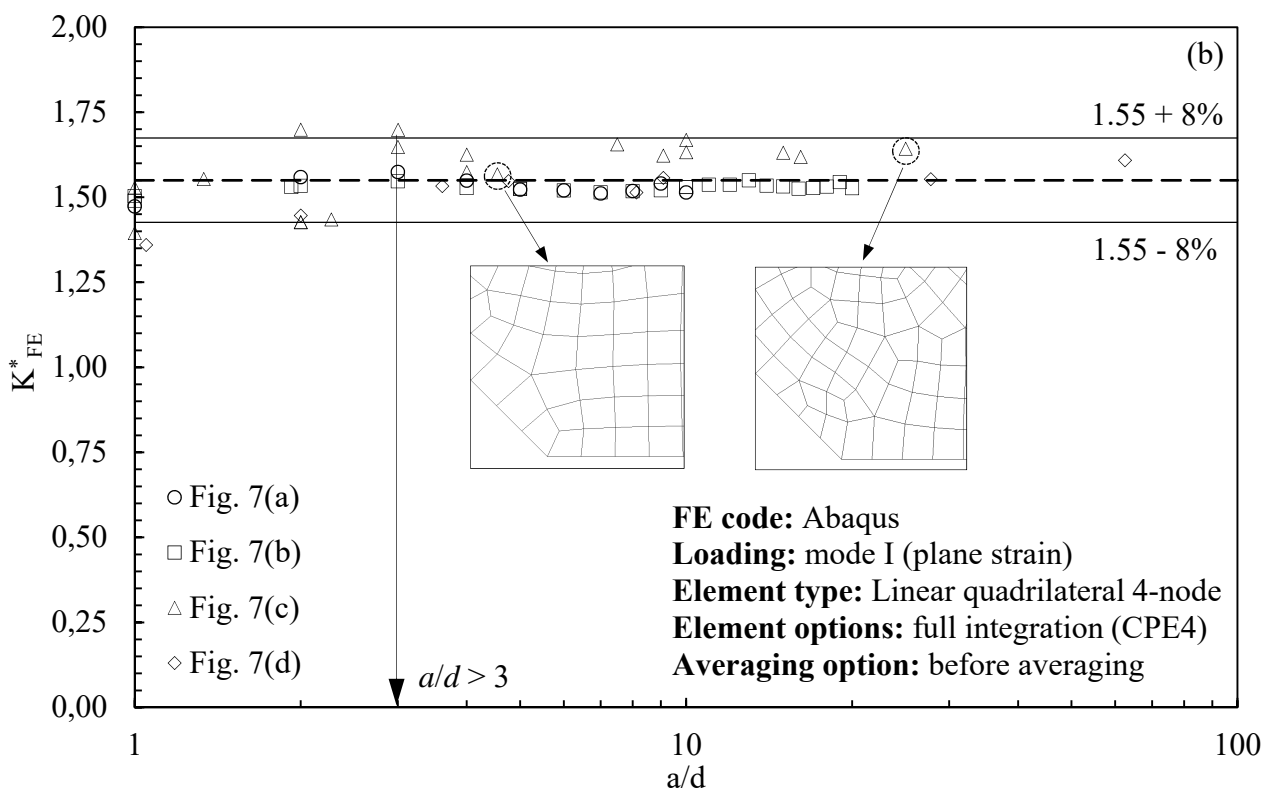 2,00
1,75
1,50
1,25
1,00
0,75
0,50
0,25
0,00
K*FE
(b)
1.55 + 8%
1.55 - 8%
Fig. 7(a)
Fig. 7(b)
Fig. 7(c)
Fig. 7(d)
a/d > 3
FE code: Abaqus
Loading: mode I (plane strain)
Element type: Linear quadrilateral 4-node
Element options: full integration (CPE4)
Averaging option: before averaging
1
10
100
a/d